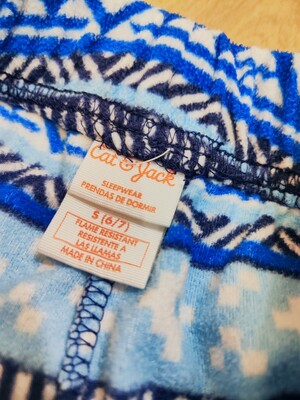 Cat & Jack
SLEEPWEAR
PRENDAS DE DORMIR
S (6/7)
FLAME RESISTANT
RESISTENTE A
LAS LLAMAS
MADE IN CHINA